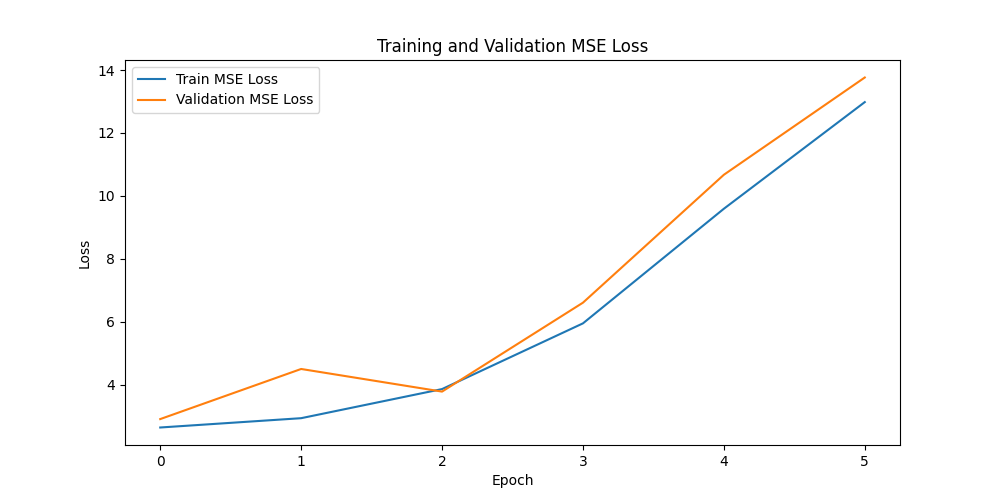 Training and Validation MSE Loss
Train MSE Loss
Validation MSE Loss
14
12
10
8
6
4
Loss
0 1 2 3 4 5
Epoch